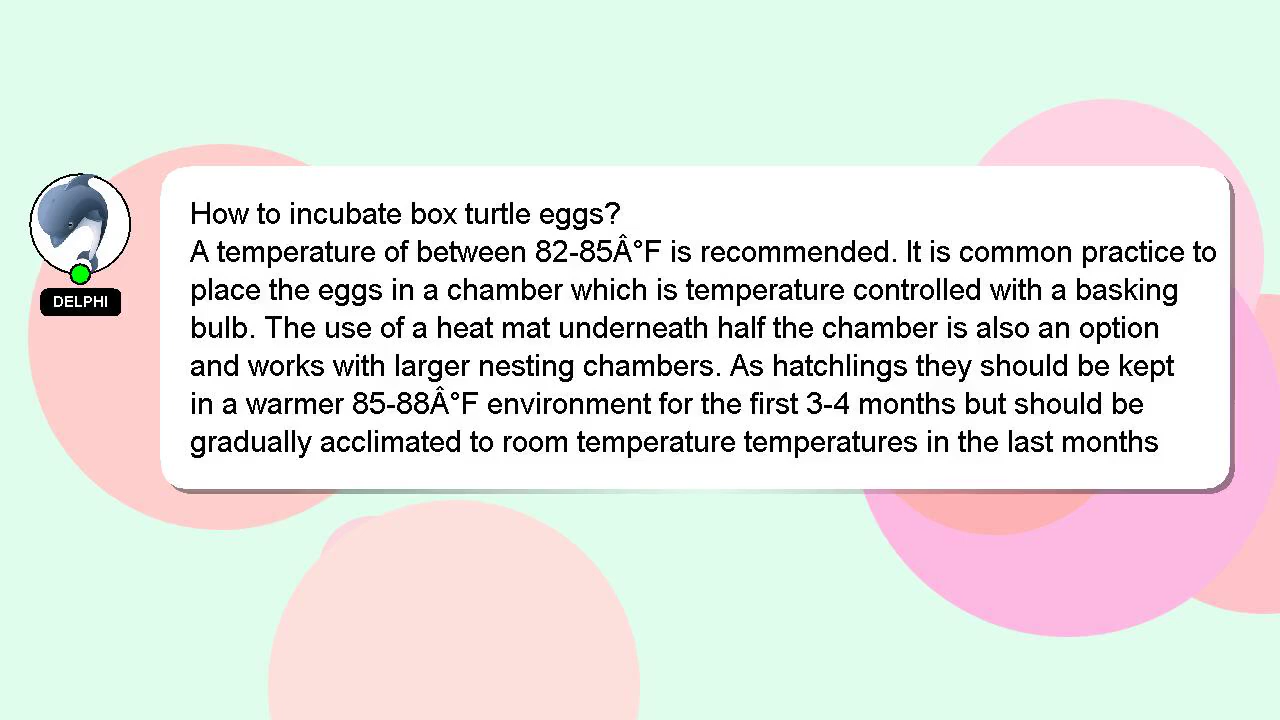 How to incubate box turtle eggs?
A temperature of between 82-85Â°F is recommended. It is common practice to
place the eggs in a chamber which is temperature controlled with a basking
bulb. The use of a heat mat underneath half the chamber is also an option
and works with larger nesting chambers. As hatchlings they should be kept
in a warmer 85-88Â°F environment for the first 3-4 months but should be
gradually acclimated to room temperature temperatures in the last months
DELPHI